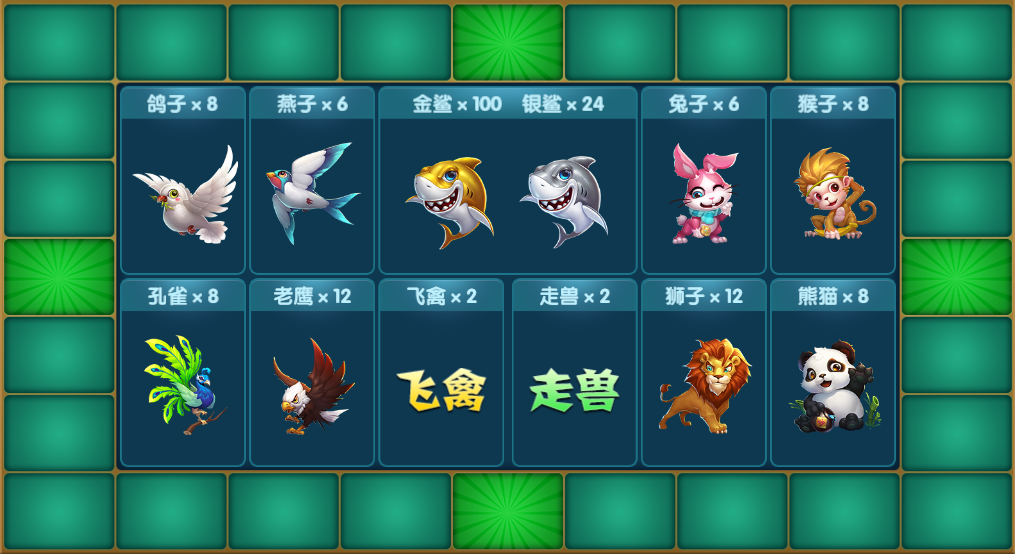 鸽子×8
燕子×6
金鲨×100 银鲨×24
兔子×6
猴子×8
孔雀×8
老鹰×12
飞禽×2
走兽×2
狮子×12
熊猫×8
飞禽
走兽